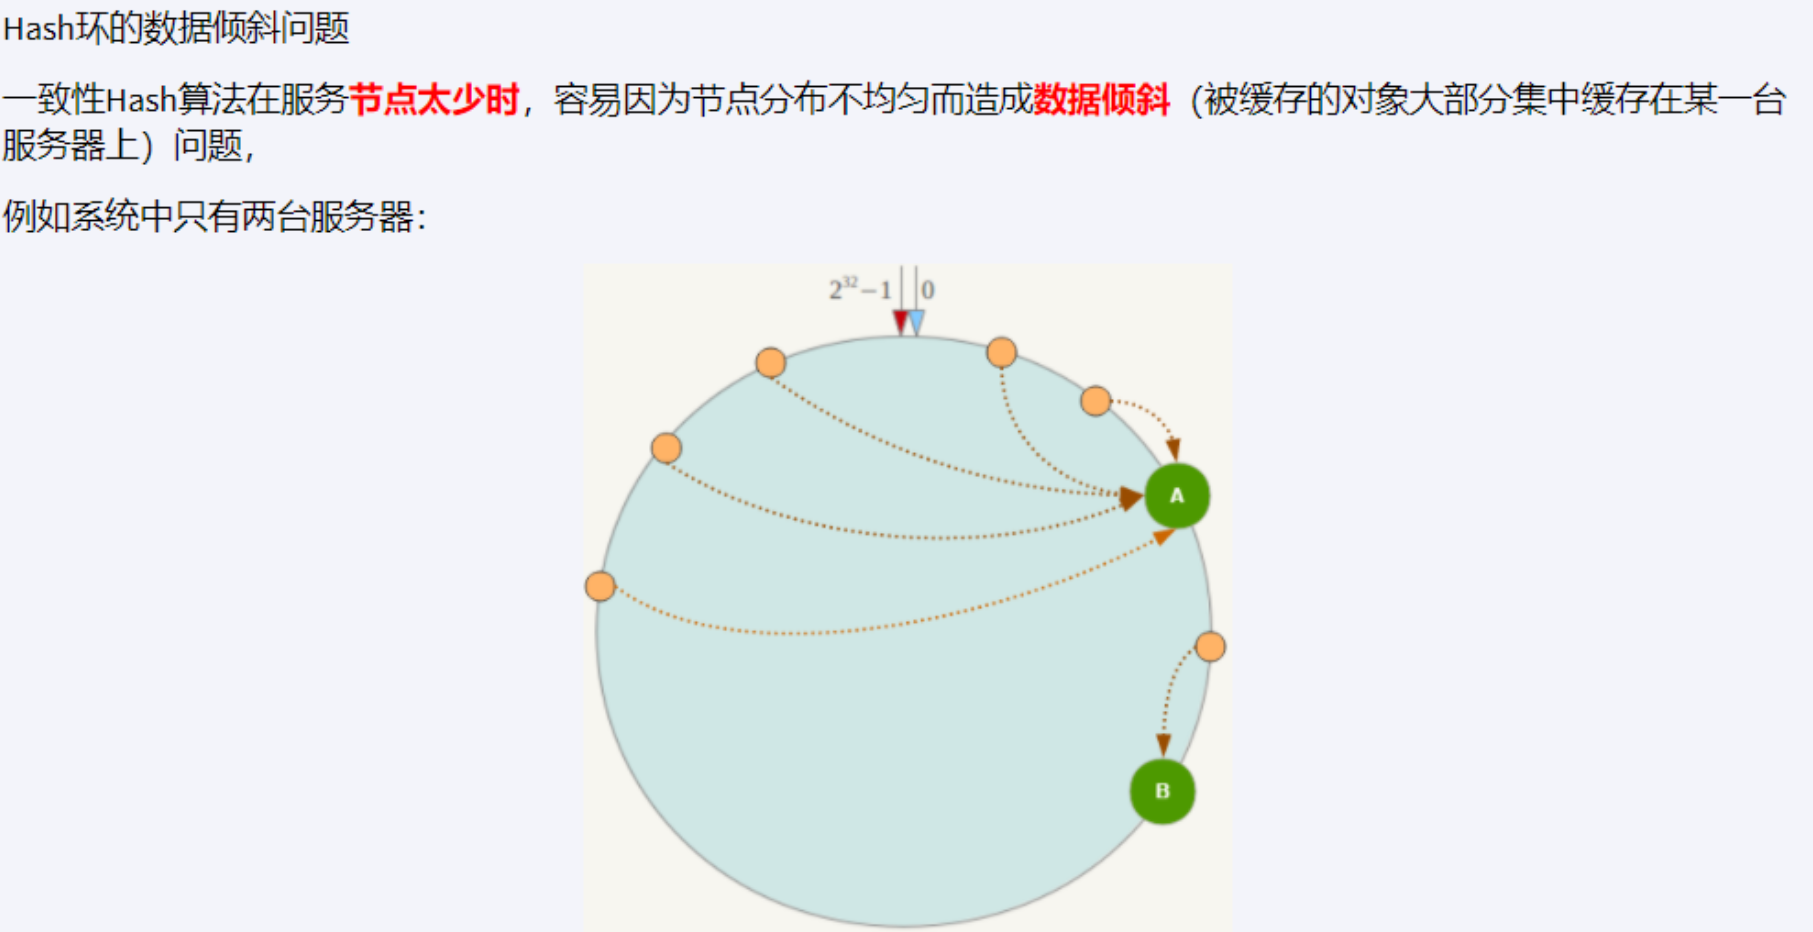 Hash环的数据倾斜问题
一致性Hash算法在服务节点太少时，容易因为节点分布不均匀而造成数据倾斜（被缓存的对象大部分集中缓存在某一台
服务器上）问题，
例如系统中只有两台服务器：
2³²−1 0
A
B